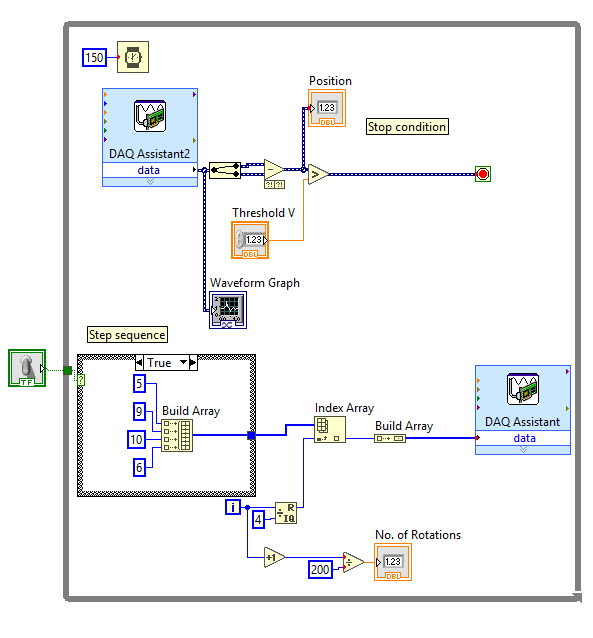 150
Position
1.23
DBL
Stop condition
DAQ Assistant2
data
-
?! ?!
>
Threshold V
1.23
DBL
Waveform Graph
Step sequence
True
TF
?
5
9
10
6
Build Array
Index Array
Build Array
DAQ Assistant
data
i
4
R
IQ
+1
200
÷
No. of Rotations
1.23
DBL